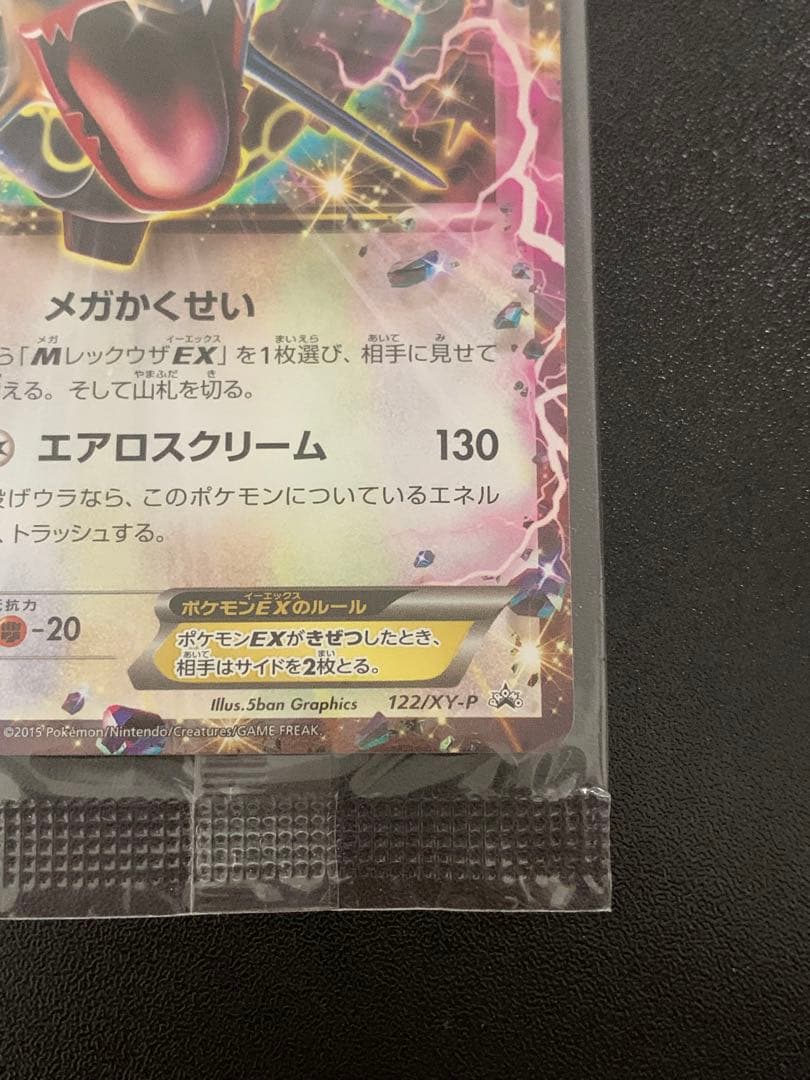 メガかくせい
ら「MレックウザEX」を1枚選び、相手に見せて
える。そして山札を切る。
エアロスクリーム 130
げウラなら、このポケモンについているエネル
トラッシュする。
抗力
-20
ポケモンEXのルール
ポケモンEXがきぜつしたとき、
相手はサイドを2枚とる。
Illus.5ban Graphics 122/XY-P
©2015 Pokémon/Nintendo/Creatures/GAME FREAK.